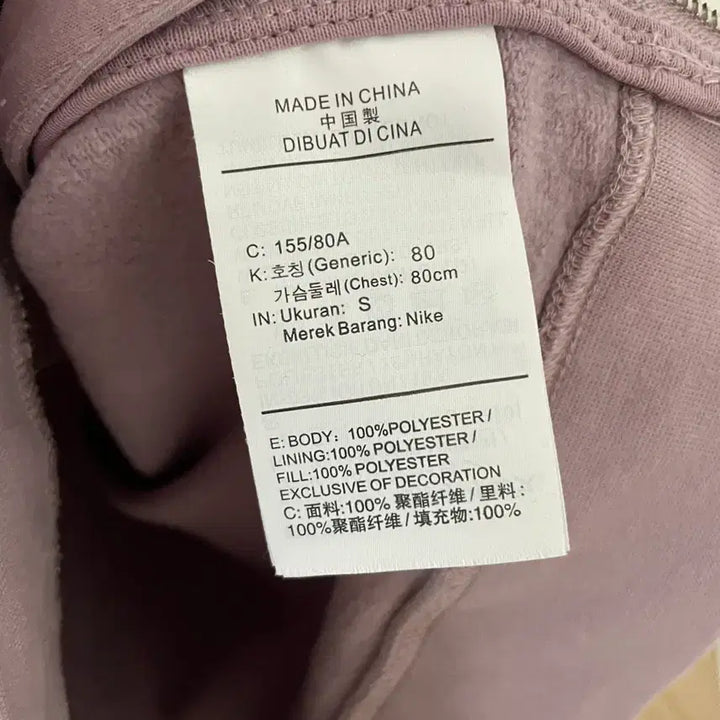 MADE IN CHINA
中国製
DIBUAT DI CINA
C: 155/80A
K: 호칭(Generic): 80
가슴둘레(Chest): 80cm
IN: Ukuran: S
Merek Barang: Nike
E: BODY: 100%POLYESTER /
LINING:100% POLYESTER /
FILL:100% POLYESTER
EXCLUSIVE OF DECORATION
C: 面料:100% 聚酯纤维 / 里料:
100%聚酯纤维 / 填充物:100%